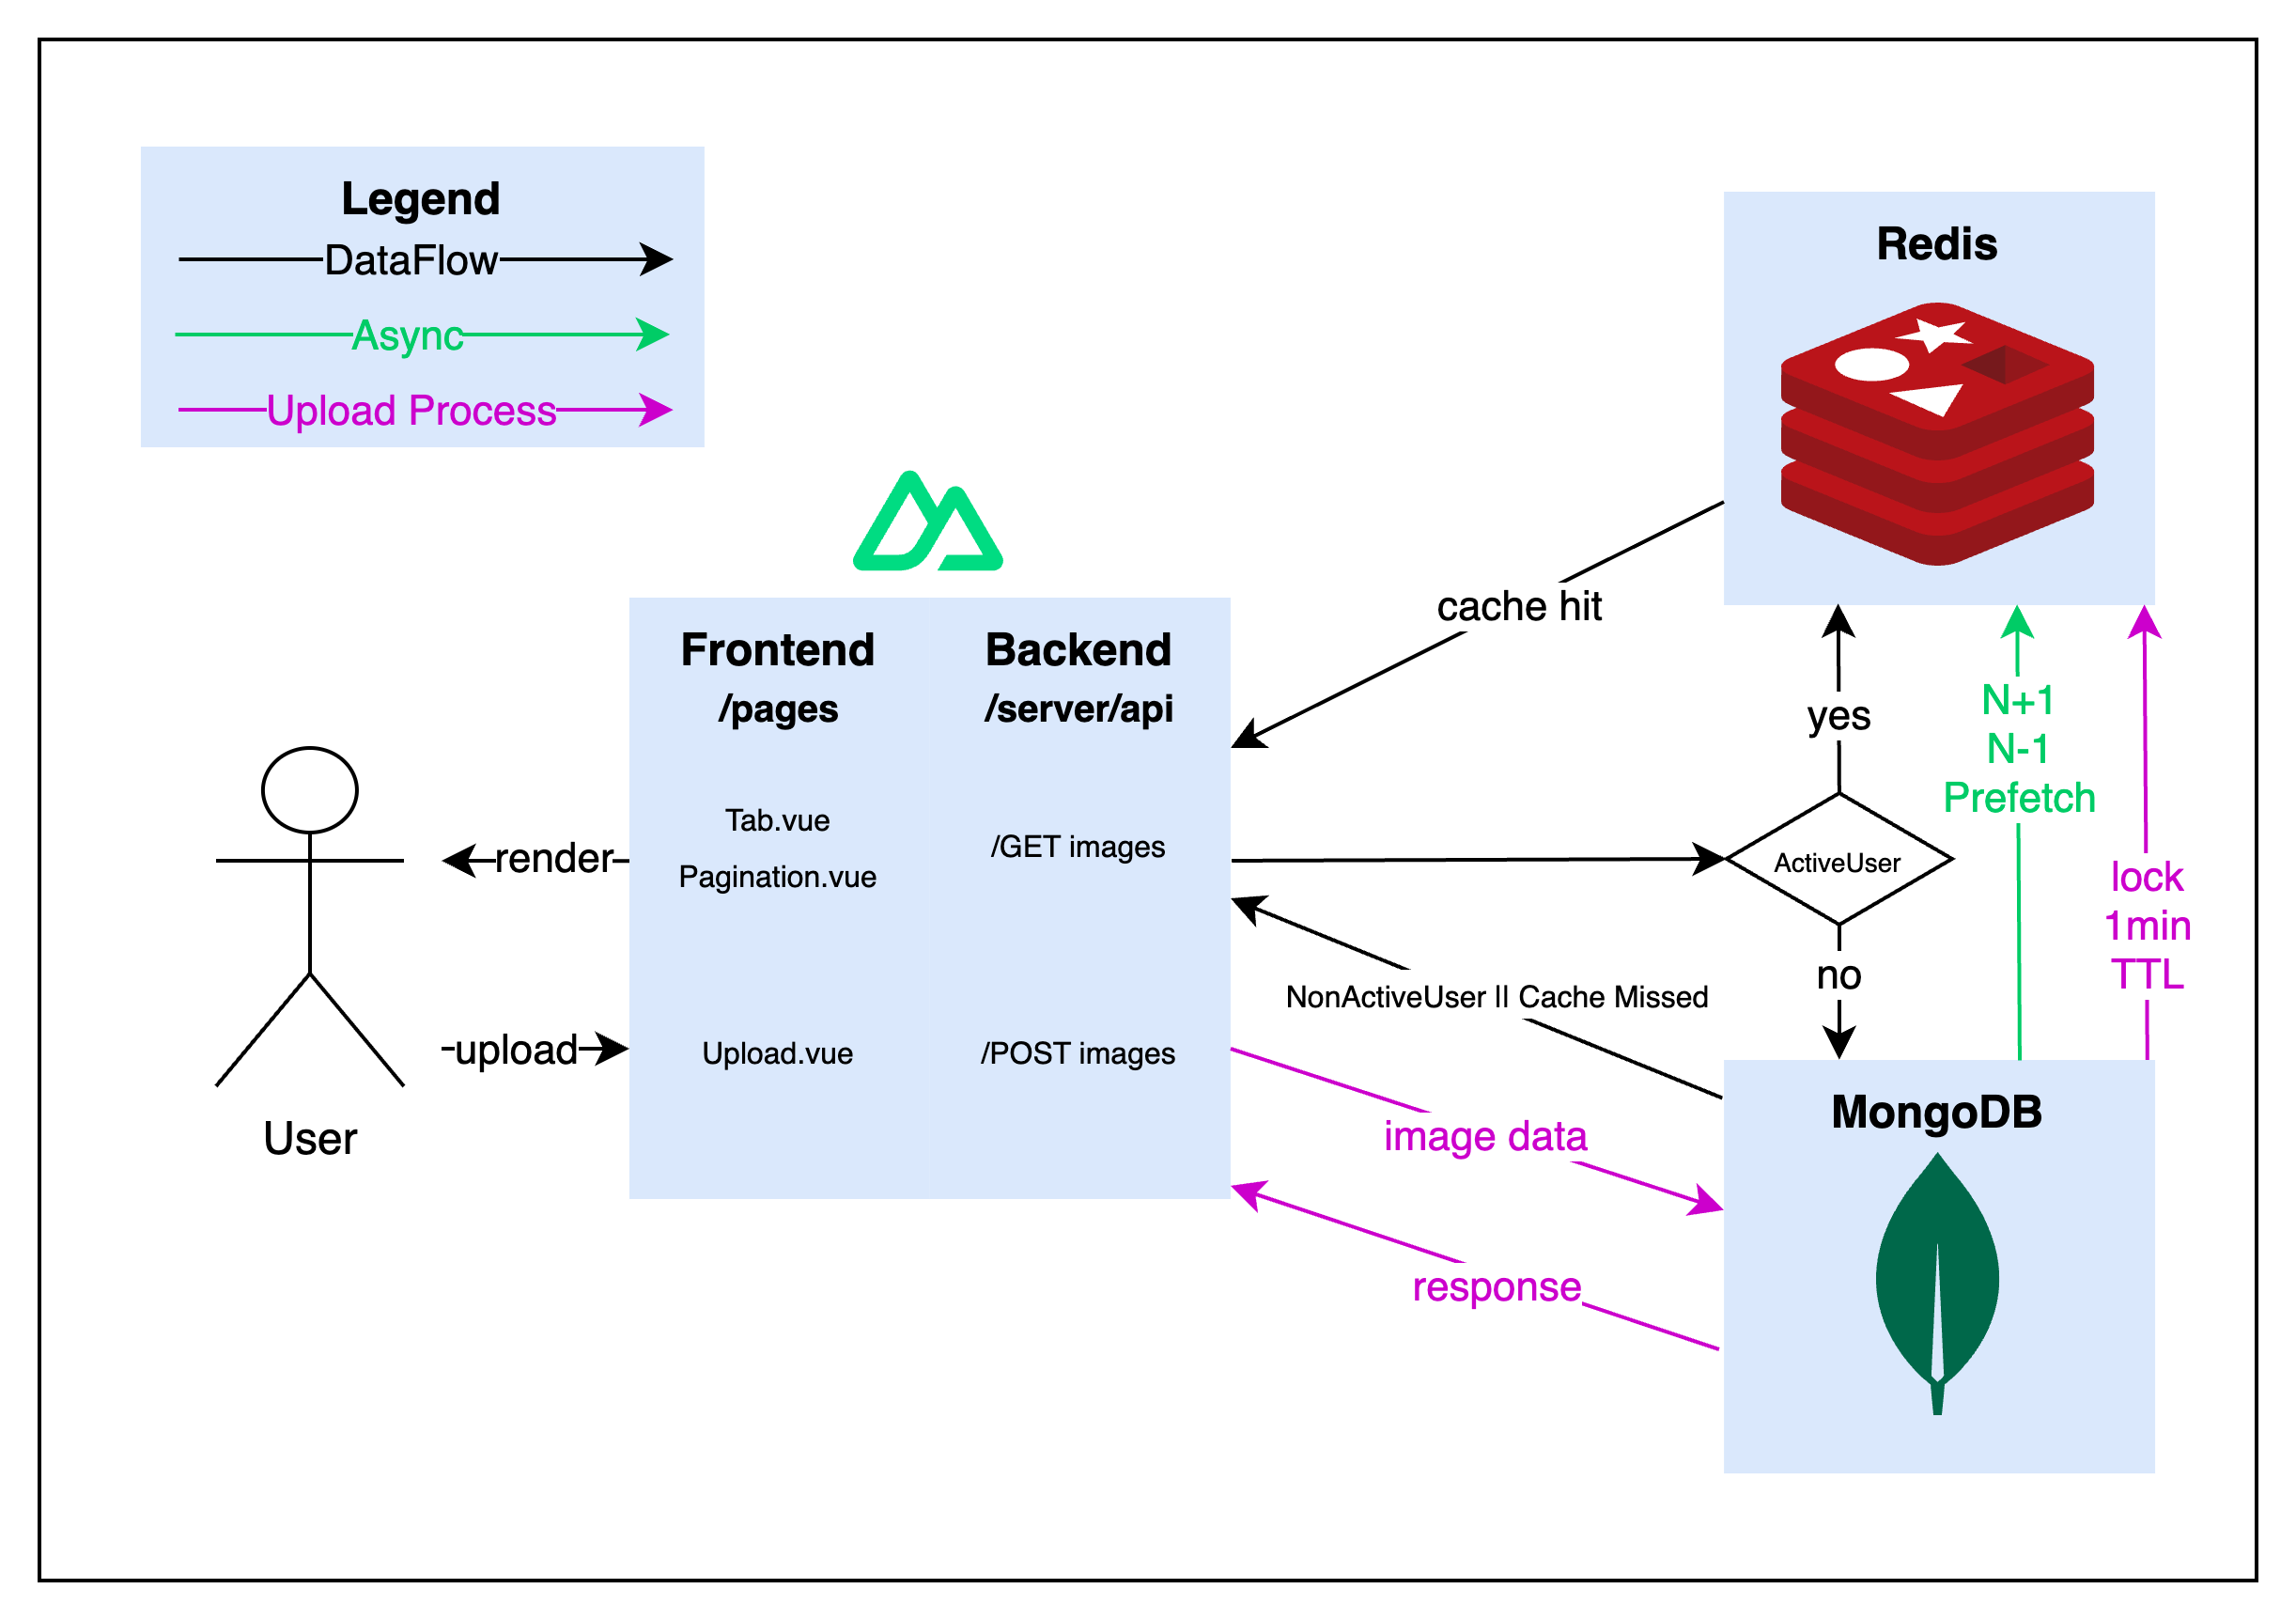 Legend
DataFlow
Async
Upload Process
Redis
cache hit
Frontend
Backend
/pages
/server/api
Tab.vue
Pagination.vue
/GET images
Upload.vue
/POST images
render
upload
User
yes
ActiveUser
no
N+1
N-1
Prefetch
lock
1min
TTL
NonActiveUser || Cache Missed
image data
response
MongoDB